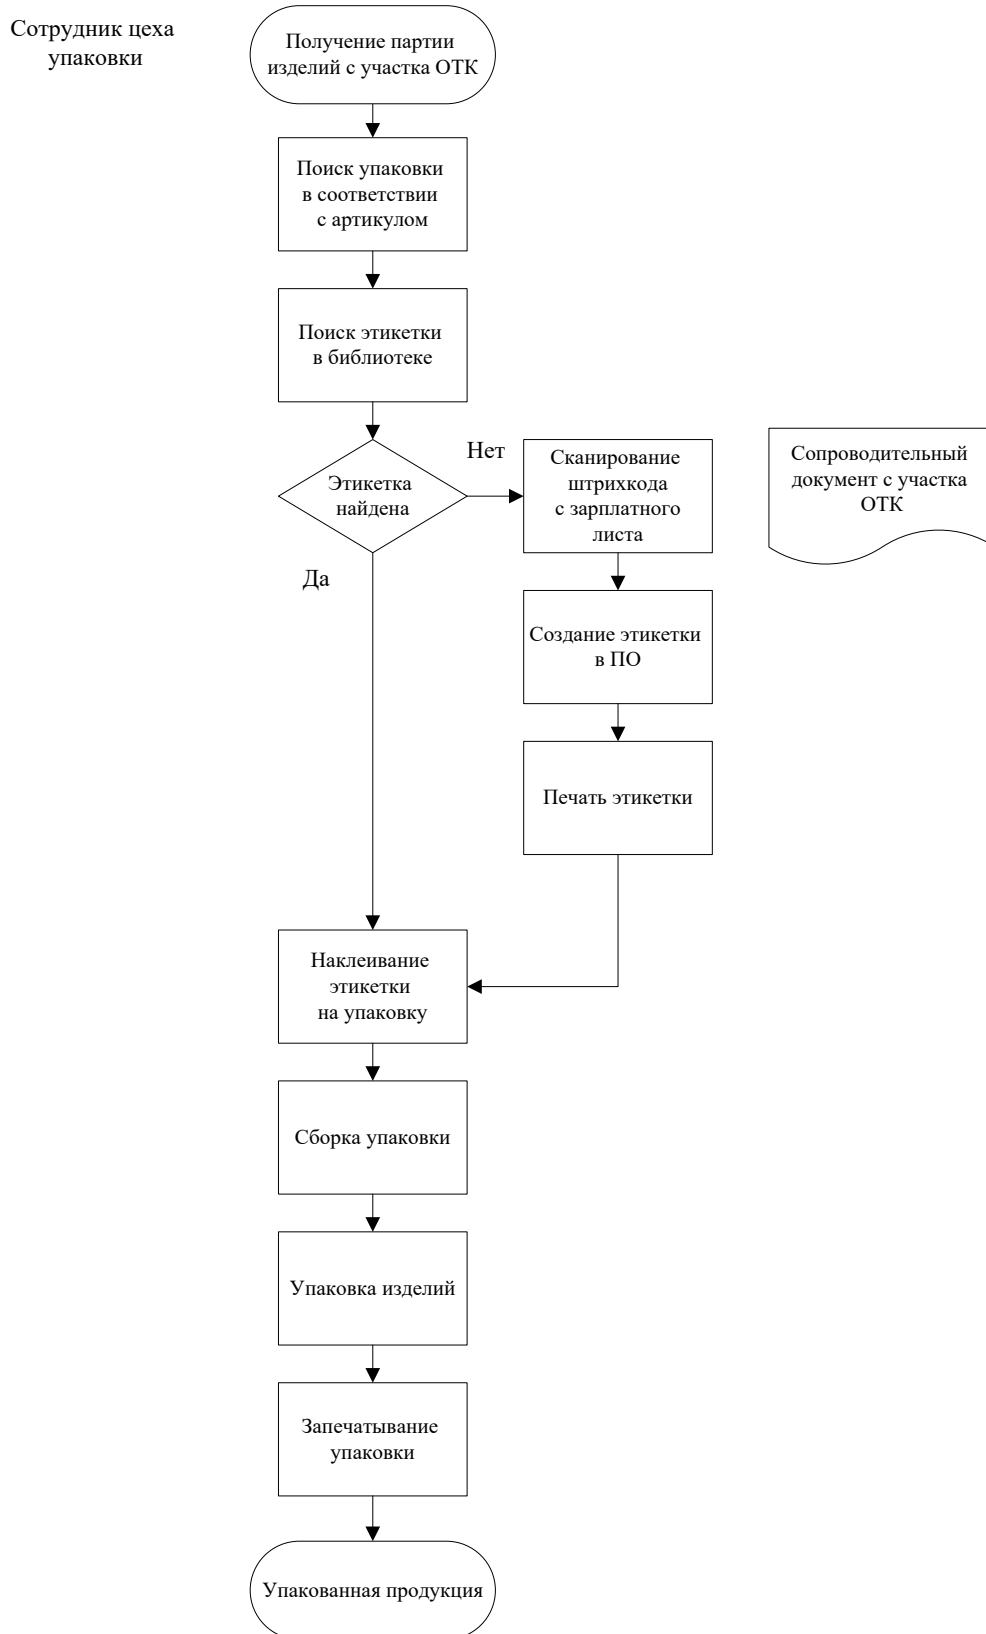 Сотрудник цеха
упаковки
Получение партии
изделий с участка ОТК
Поиск упаковки
в соответствии
с артикулом
Поиск этикетки
в библиотеке
Этикетка
найдена
Нет
Да
Сканирование
штрихкода
с зарплатного
листа
Сопроводительный
документ с участка
ОТК
Создание этикетки
в ПО
Печать этикетки
Наклеивание
этикетки
на упаковку
Сборка упаковки
Упаковка изделий
Запечатывание
упаковки
Упакованная продукция